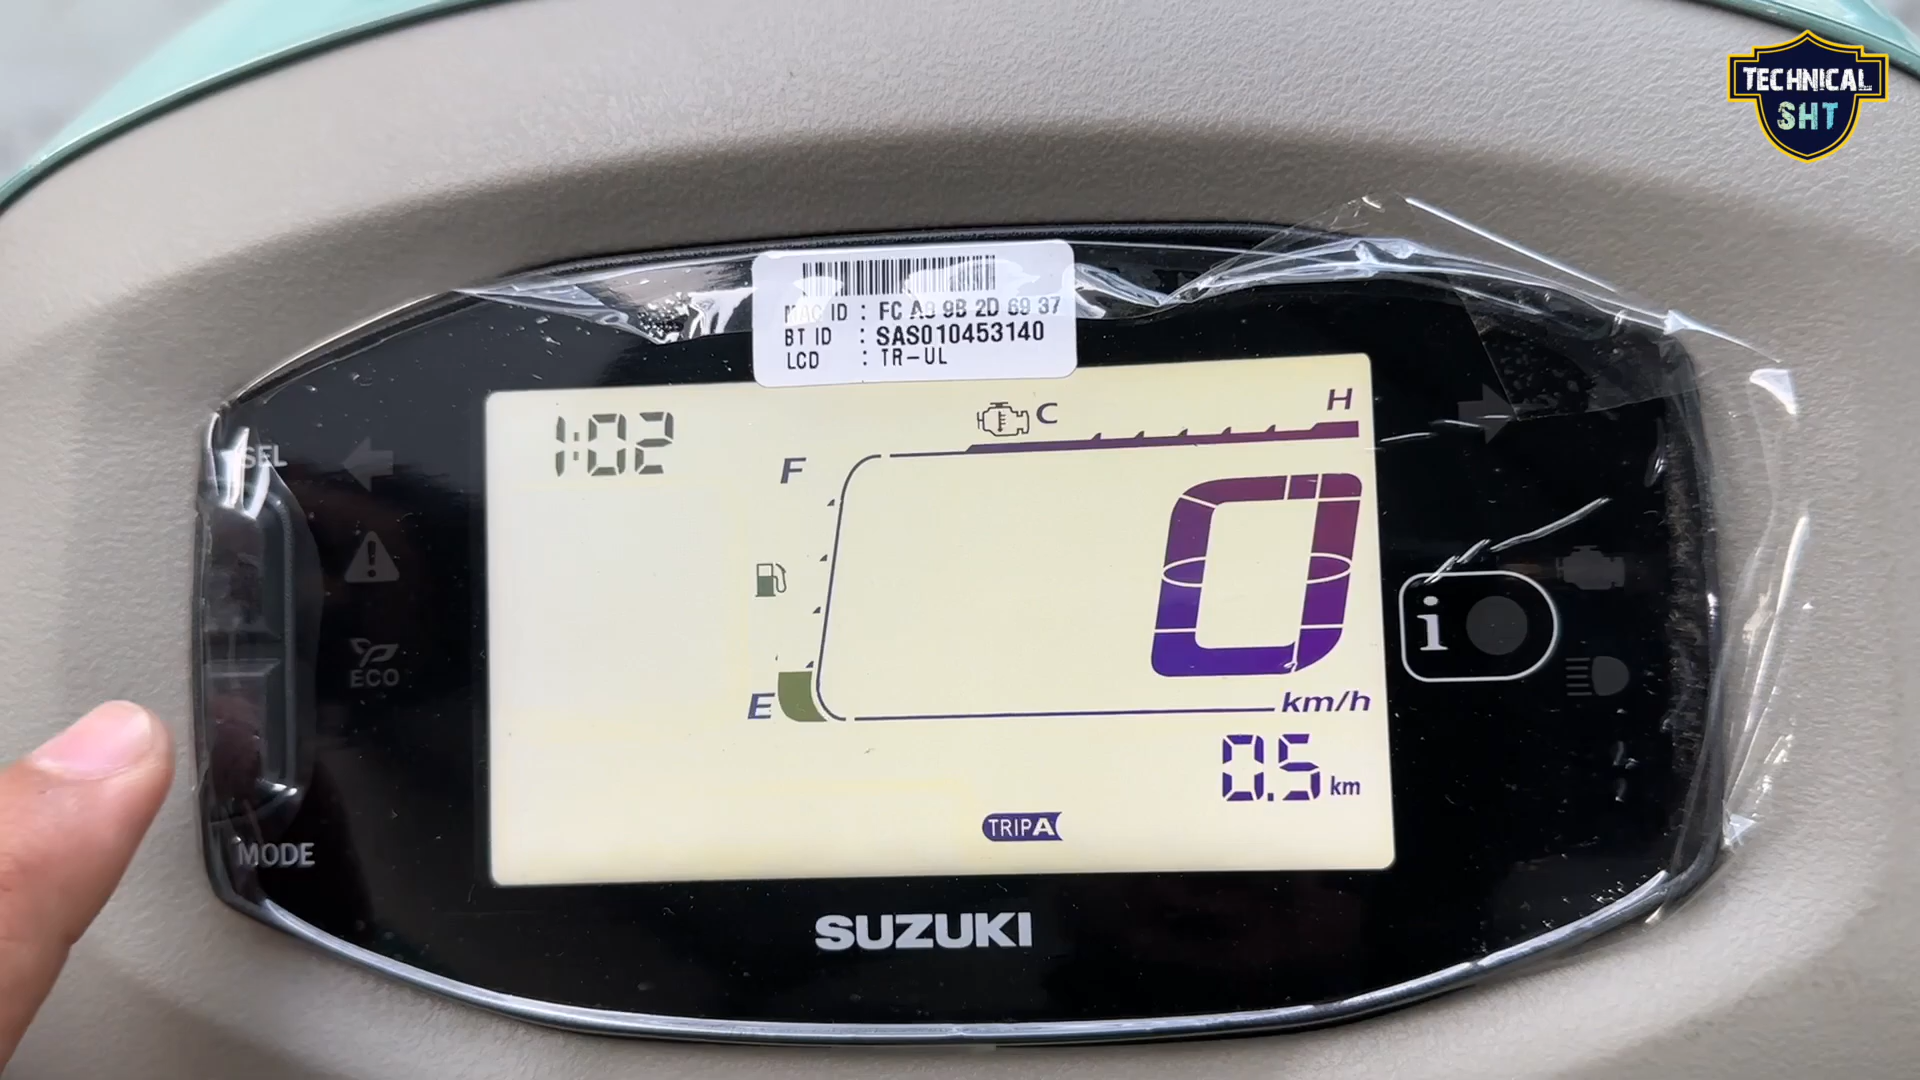 TECHNICAL
SHT
MAC ID : FC A8 9B 2D 69 37
BT ID : SAS010453140
LCD : TR-UL
SEL
1:02
C
H
F
0
i
ECO
E
km/h
0.5 km
TRIP A
MODE
SUZUKI